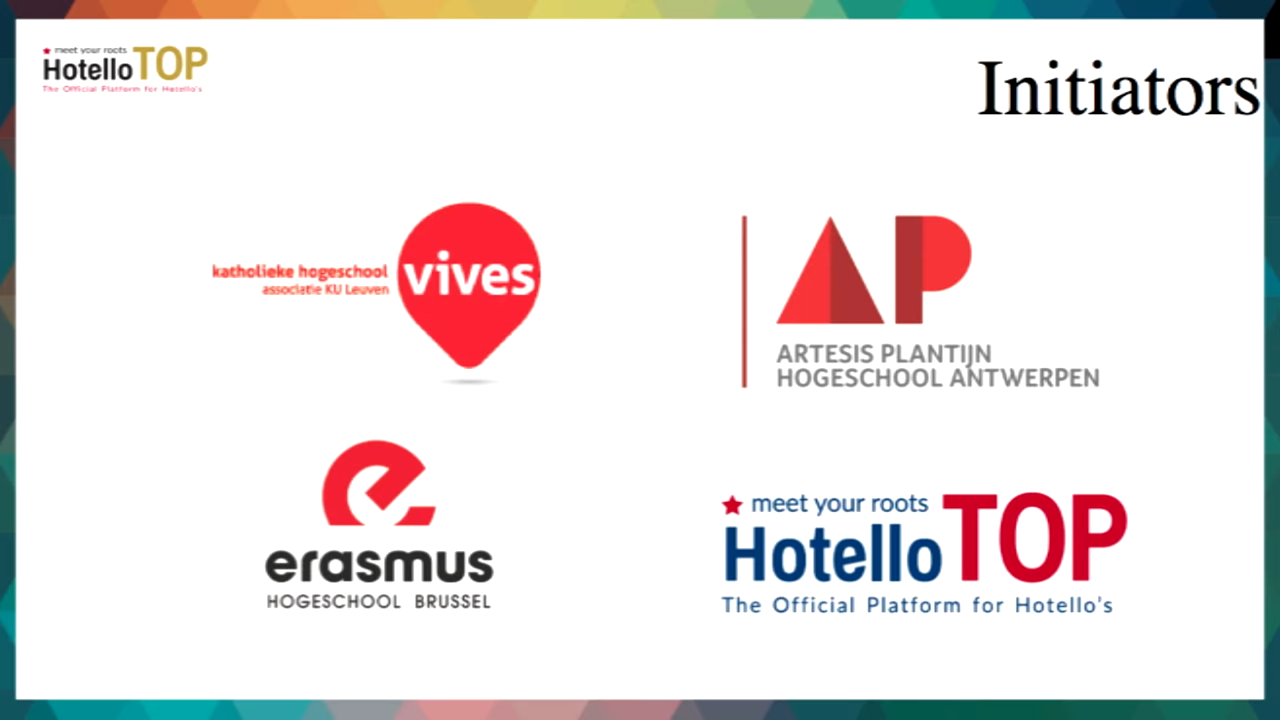 meet your roots
HotelloTOP
The Official Platform for Hotello's
Initiators
katholieke hogeschool
associatie KU Leuven
vives
AP
ARTESIS PLANTIJN
HOGESCHOOL ANTWERPEN
e
erasmus
HOGESCHOOL BRUSSEL
meet your roots
HotelloTOP
The Official Platform for Hotello's